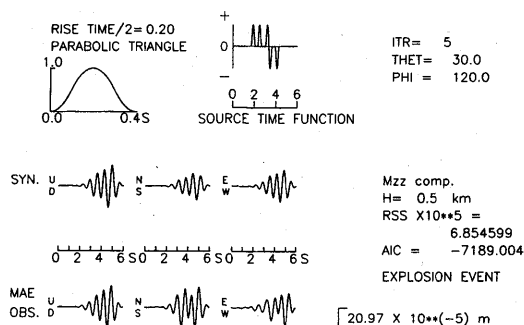 RISE TIME/2= 0.20
PARABOLIC TRIANGLE
1.0
0.0 0.4S
+
0
−
0 2 4 6
SOURCE TIME FUNCTION
ITR= 5
THET= 30.0
PHI = 120.0
SYN. U D N S E W
Mzz comp.
H= 0.5 km
RSS X10**5 =
6.854599
AIC = -7189.004
0 2 4 6 S 0 2 4 6 S 0 2 4 6 S
EXPLOSION EVENT
MAE
OBS. U D N S E W
20.97 X 10**(-5) m